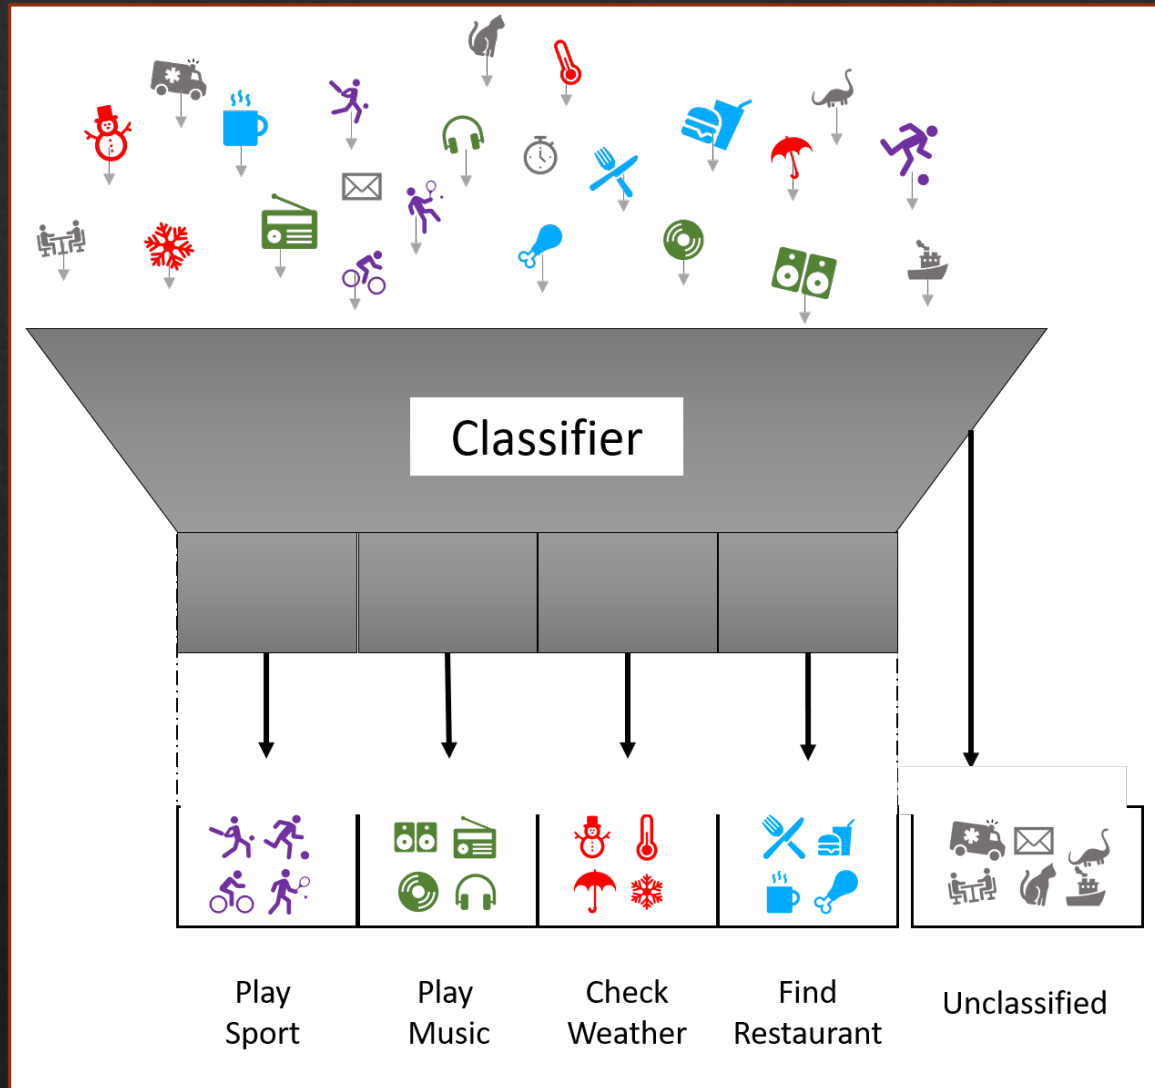 Classifier
Play
Sport
Play
Music
Check
Weather
Find
Restaurant
Unclassified